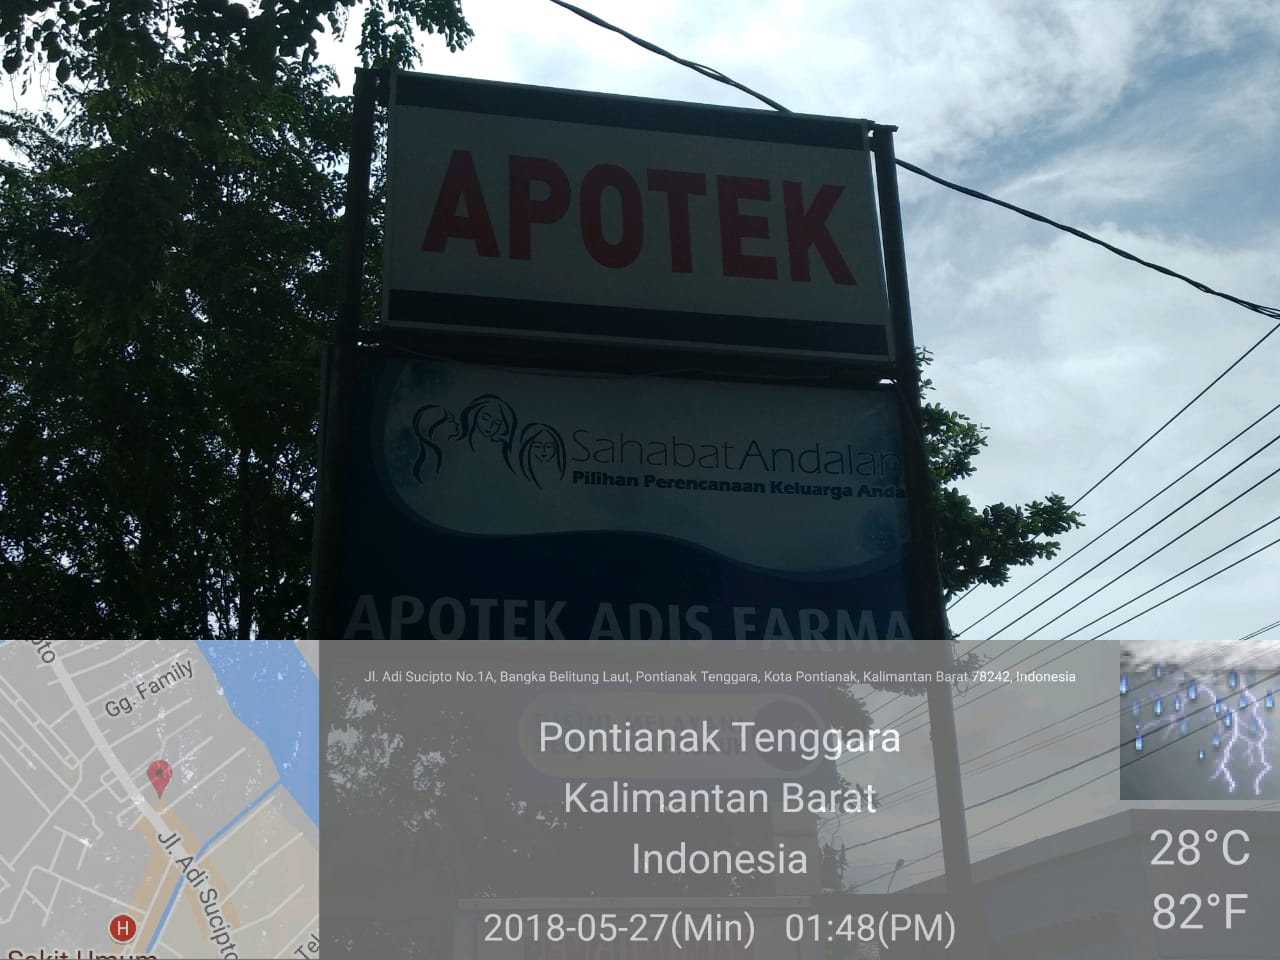 APOTEK
SahabatAndalan
Pilihan Perencanaan Keluarga Anda
APOTEK ADIS FARMA
Jl. Adi Sucipto No.1A, Bangka Belitung Laut, Pontianak Tenggara, Kota Pontianak, Kalimantan Barat 78242, Indonesia
DISINI MELAYANI
Pontianak Tenggara
Kalimantan Barat
Indonesia
2018-05-27(Min) 01:48(PM)
28°C
82°F
Gg. Family
Jl. Adi Sucipto
H